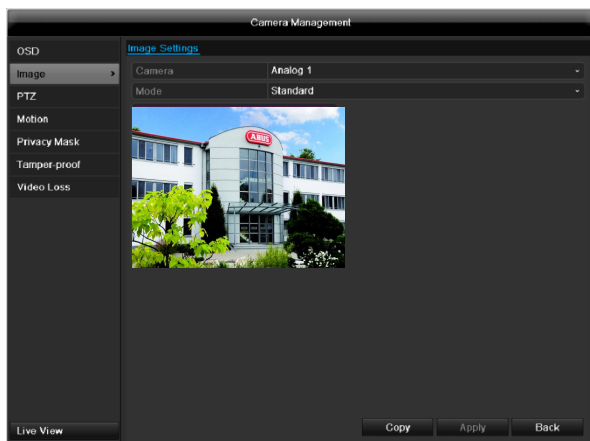 Camera Management
OSD
Image
PTZ
Motion
Privacy Mask
Tamper-proof
Video Loss
Live View
Image Settings
Camera Analog 1
Mode Standard
ABUS
Copy Apply Back